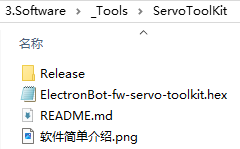 3.Software > _Tools > ServoToolKit
名称
Release
ElectronBot-fw-servo-toolkit.hex
README.md
软件简单介绍.png